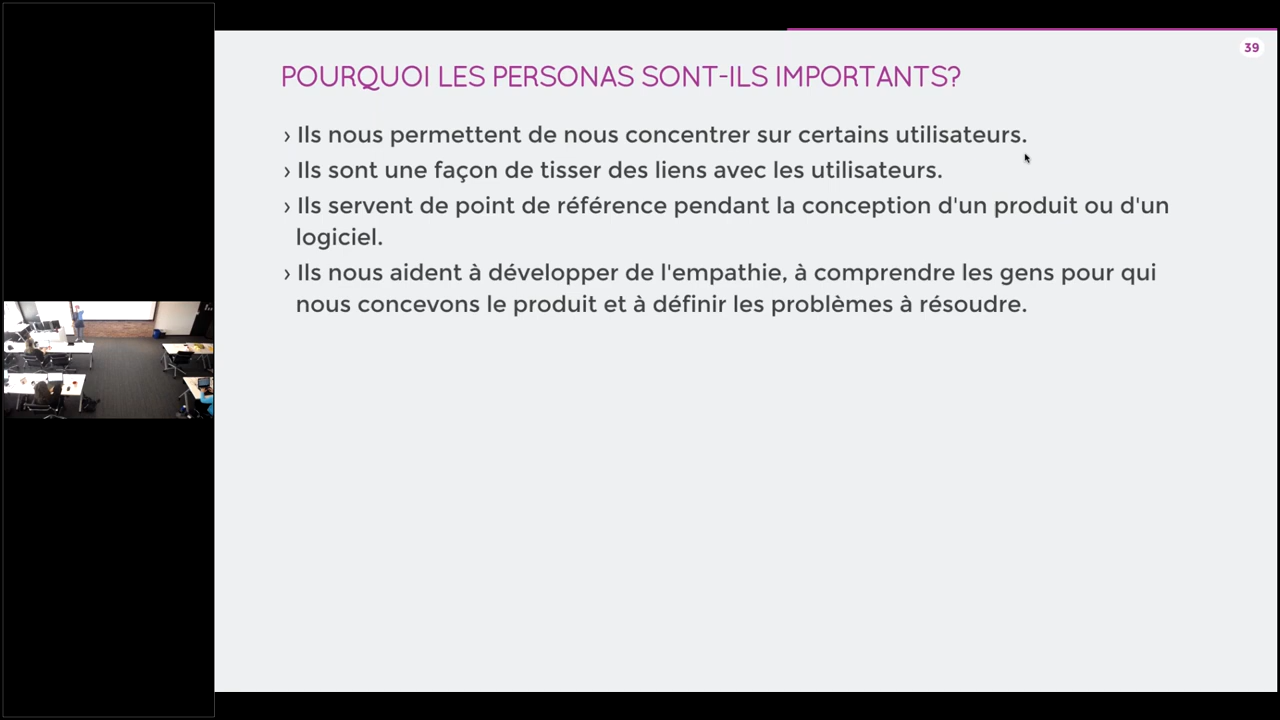 39
POURQUOI LES PERSONAS SONT-ILS IMPORTANTS?
› Ils nous permettent de nous concentrer sur certains utilisateurs.
› Ils sont une façon de tisser des liens avec les utilisateurs.
› Ils servent de point de référence pendant la conception d'un produit ou d'un
logiciel.
› Ils nous aident à développer de l'empathie, à comprendre les gens pour qui
nous concevons le produit et à définir les problèmes à résoudre.